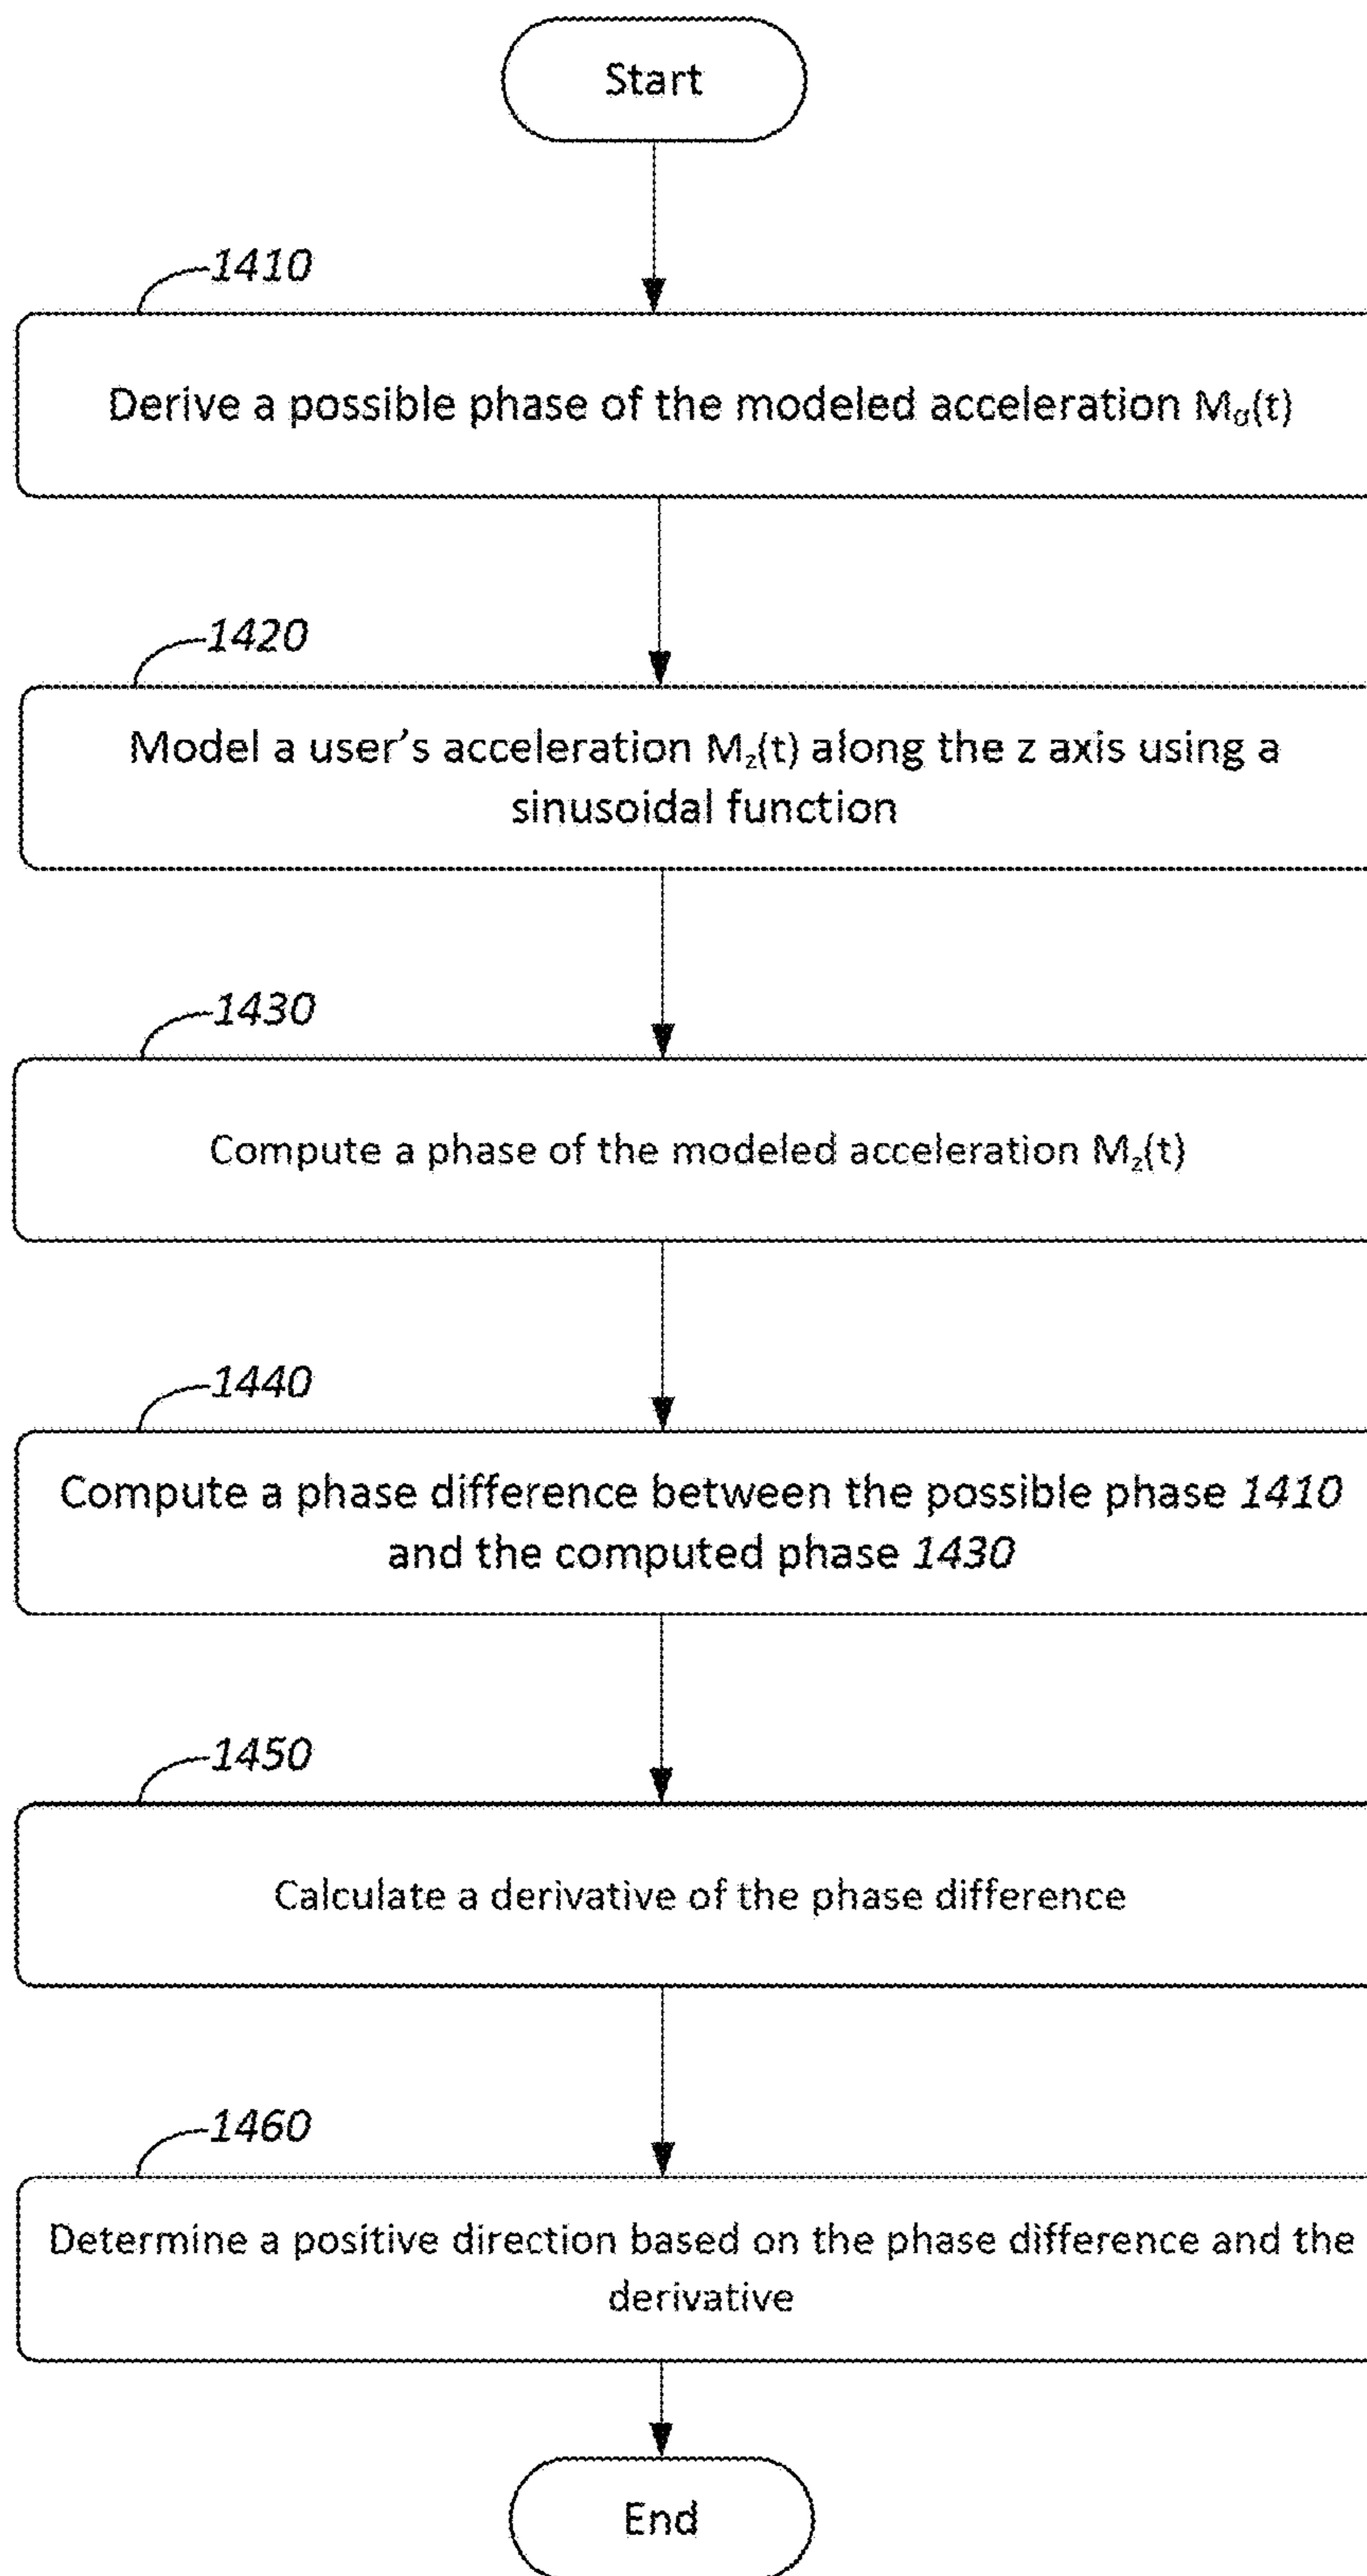 Start
1410
Derive a possible phase of the modeled acceleration Mα(t)
1420
Model a user's acceleration Mz(t) along the z axis using a
sinusoidal function
1430
Compute a phase of the modeled acceleration Mz(t)
1440
Compute a phase difference between the possible phase 1410
and the computed phase 1430
1450
Calculate a derivative of the phase difference
1460
Determine a positive direction based on the phase difference and the
derivative
End